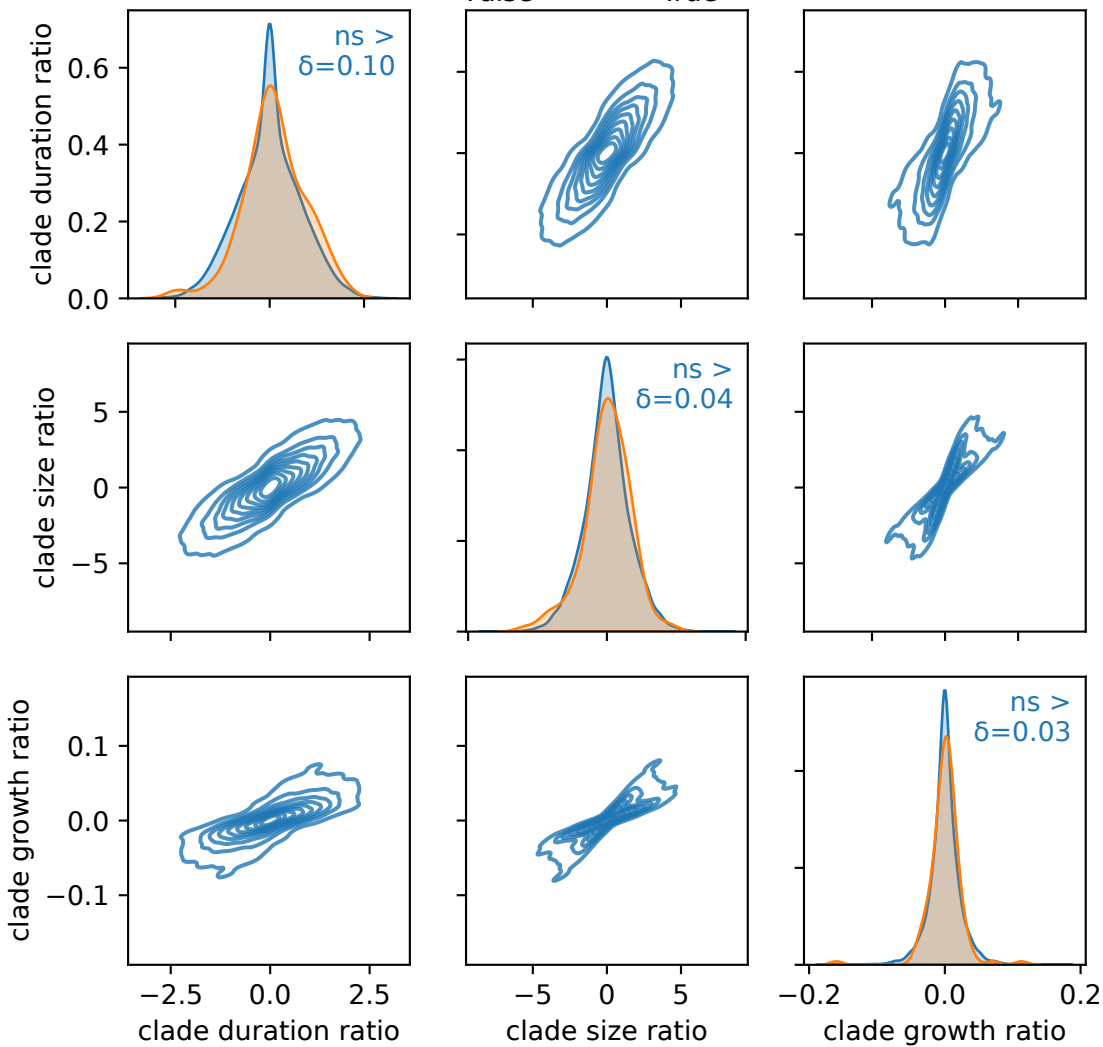 clade duration ratio
0.6
0.4
0.2
0.0
ns >
δ=0.10
clade size ratio
5
0
−5
ns >
δ=0.04
clade growth ratio
0.1
0.0
−0.1
ns >
δ=0.03
−2.5 0.0 2.5
−5 0 5
−0.2 0.0 0.2
clade duration ratio
clade size ratio
clade growth ratio